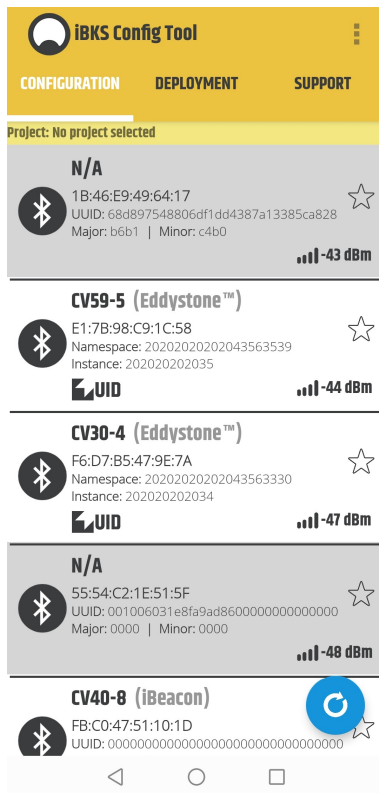 iBKS Config Tool
CONFIGURATION DEPLOYMENT SUPPORT
Project: No project selected
N/A
1B:46:E9:49:64:17
UUID: 68d897548806df1dd4387a13385ca828
Major: b6b1 | Minor: c4b0
-43 dBm
CV59-5 (Eddystone™)
E1:7B:98:C9:1C:58
Namespace: 20202020202043563539
Instance: 202020202035
UID
-44 dBm
CV30-4 (Eddystone™)
F6:D7:B5:47:9E:7A
Namespace: 20202020202043563330
Instance: 202020202034
UID
-47 dBm
N/A
55:54:C2:1E:51:5F
UUID: 001006031e8fa9ad8600000000000000
Major: 0000 | Minor: 0000
-48 dBm
CV40-8 (iBeacon)
FB:C0:47:51:10:1D
UUID: 00000000000000000000000000000000